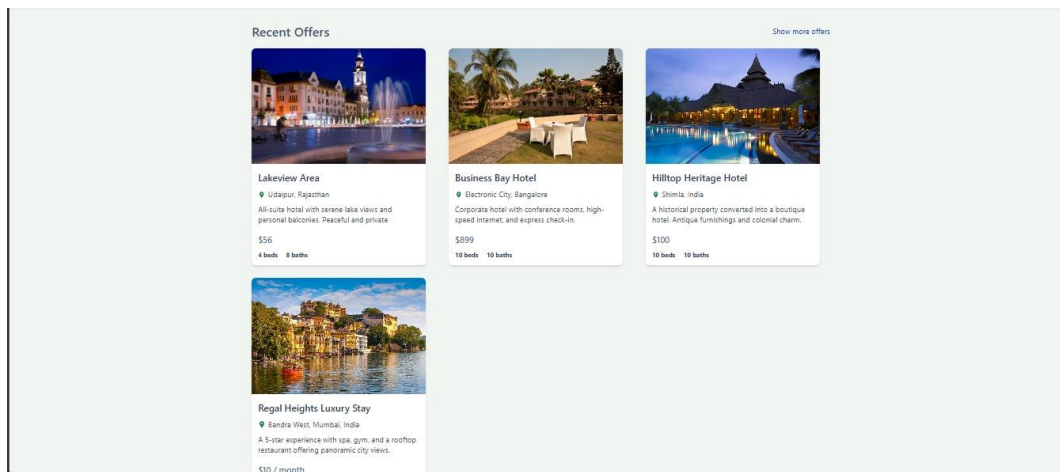 Recent Offers
Show more offers
Lakeview Area
Udaipur, Rajasthan
All-suite hotel with serene lake views and
personal balconies. Peaceful and private
$56
4 beds 8 baths
Business Bay Hotel
Electronic City, Bangalore
Corporate hotel with conference rooms, high-
speed internet, and express check-in.
$899
10 beds 10 baths
Hilltop Heritage Hotel
Shimla, India
A historical property converted into a boutique
hotel. Antique furnishings and colonial charm.
$100
10 beds 10 baths
Regal Heights Luxury Stay
Bandra West, Mumbai, India
A 5-star experience with spa, gym, and a rooftop
restaurant offering panoramic city views.
$10 / month